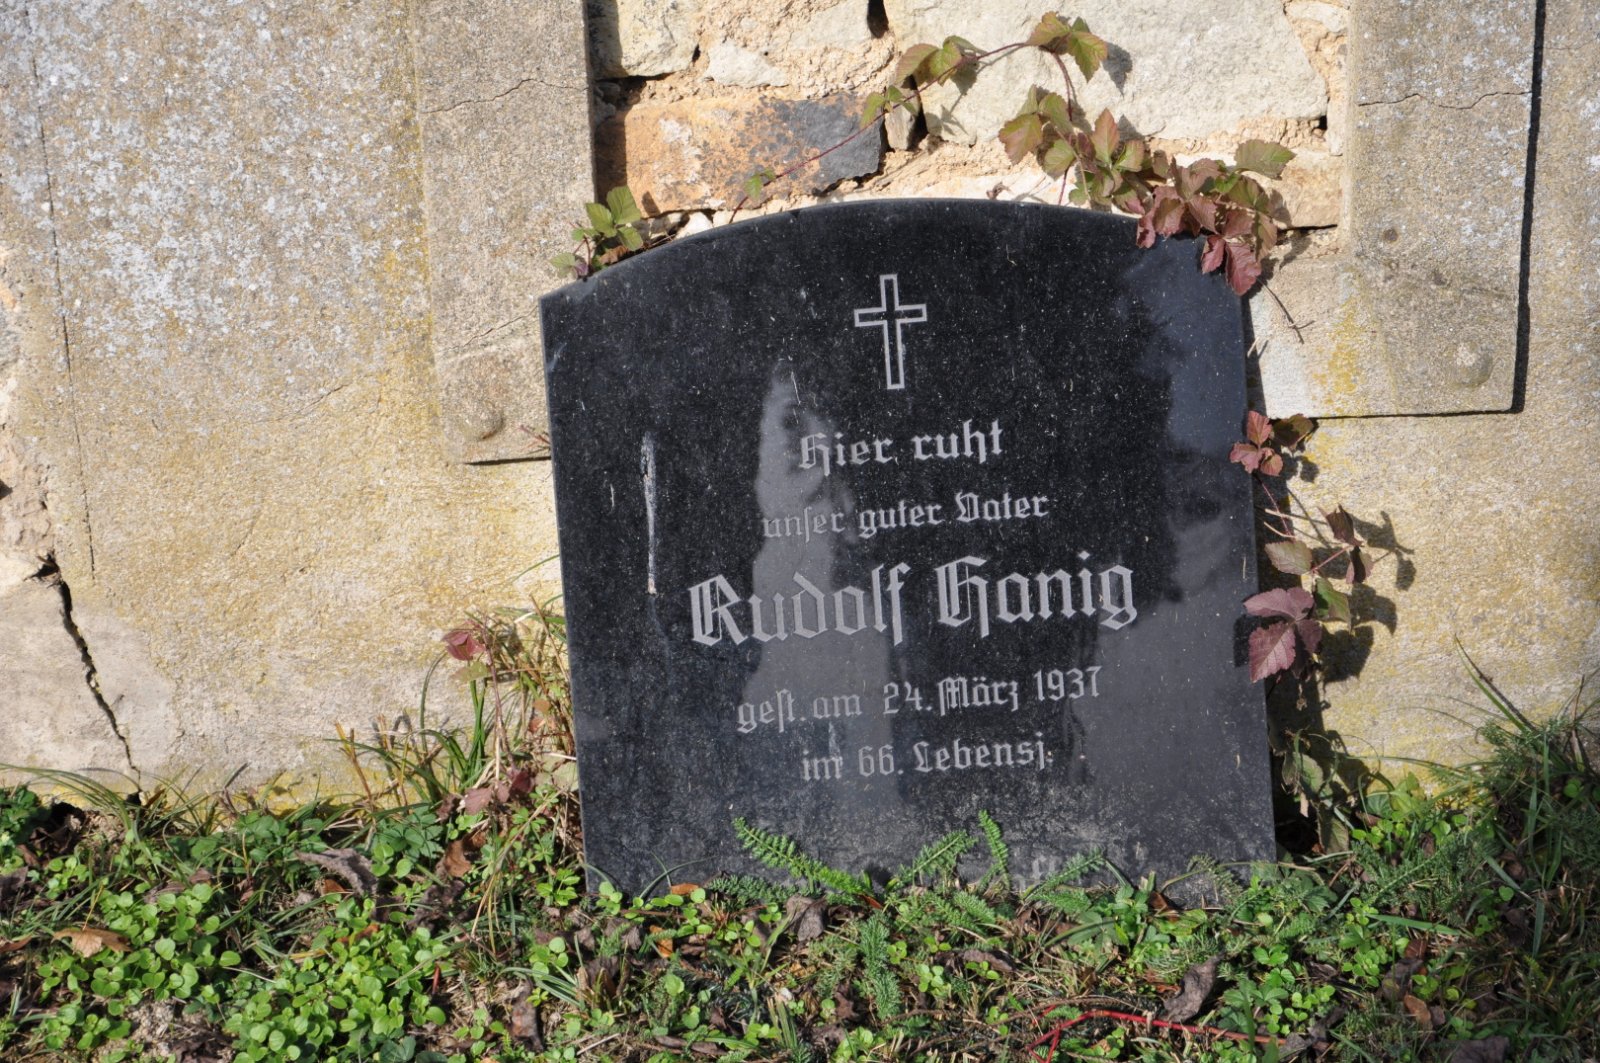 Hier ruht
unser guter Vater
Rudolf Hanig
gest. am 24. März 1937
im 66. Lebensj.